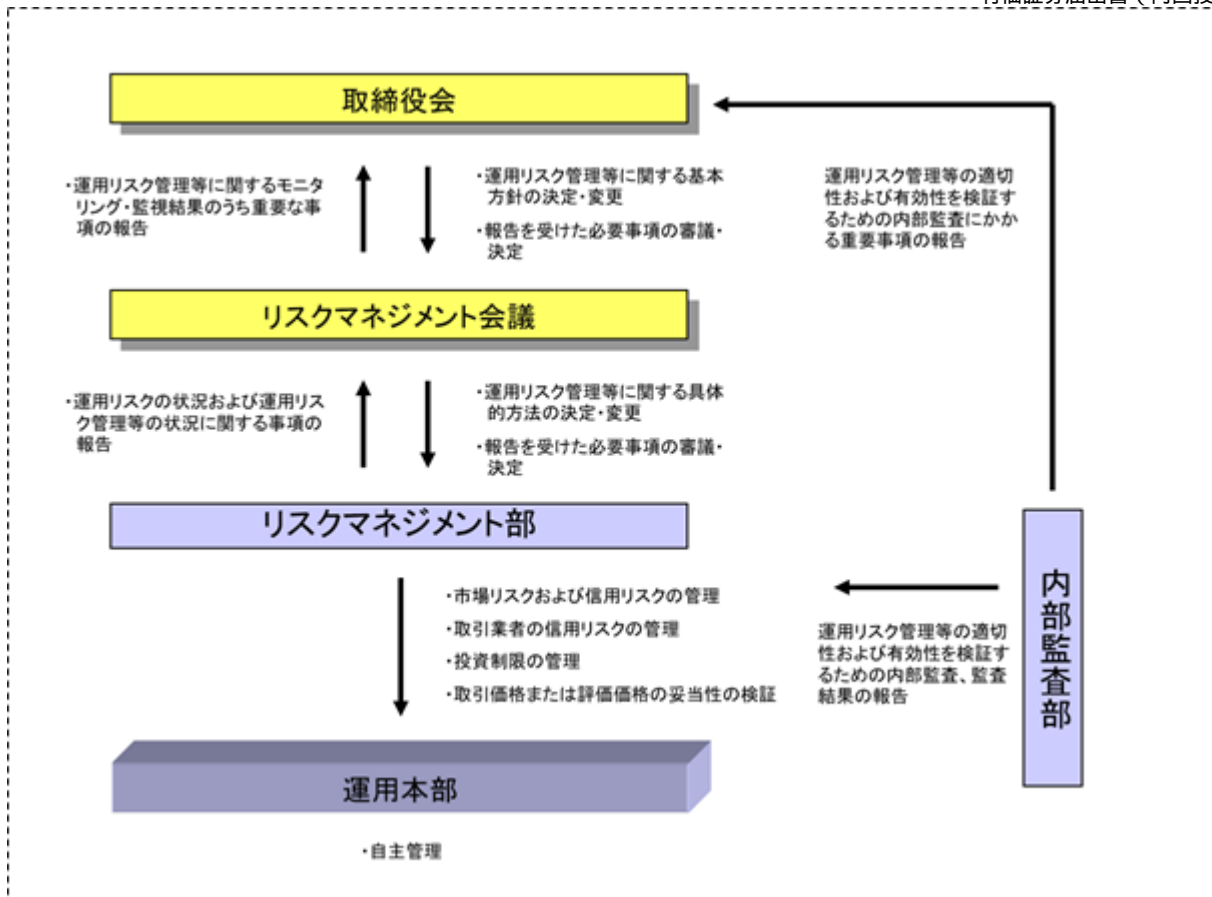 取締役会
・運用リスク管理等に関するモニタ
リング・監視結果のうち重要な事
項の報告
・運用リスク管理等に関する基本
方針の決定・変更
・報告を受けた必要事項の審議・
決定
運用リスク管理等の適切
性および有効性を検証す
るための内部監査にかか
る重要事項の報告
リスクマネジメント会議
・運用リスクの状況および運用リス
ク管理等の状況に関する事項の
報告
・運用リスク管理等に関する具体
的方法の決定・変更
・報告を受けた必要事項の審議・
決定
リスクマネジメント部
・市場リスクおよび信用リスクの管理
・取引業者の信用リスクの管理
・投資制限の管理
・取引価格または評価価格の妥当性の検証
運用リスク管理等の適切
性および有効性を検証す
るための内部監査、監査
結果の報告
内部監査部
運用本部
・自主管理